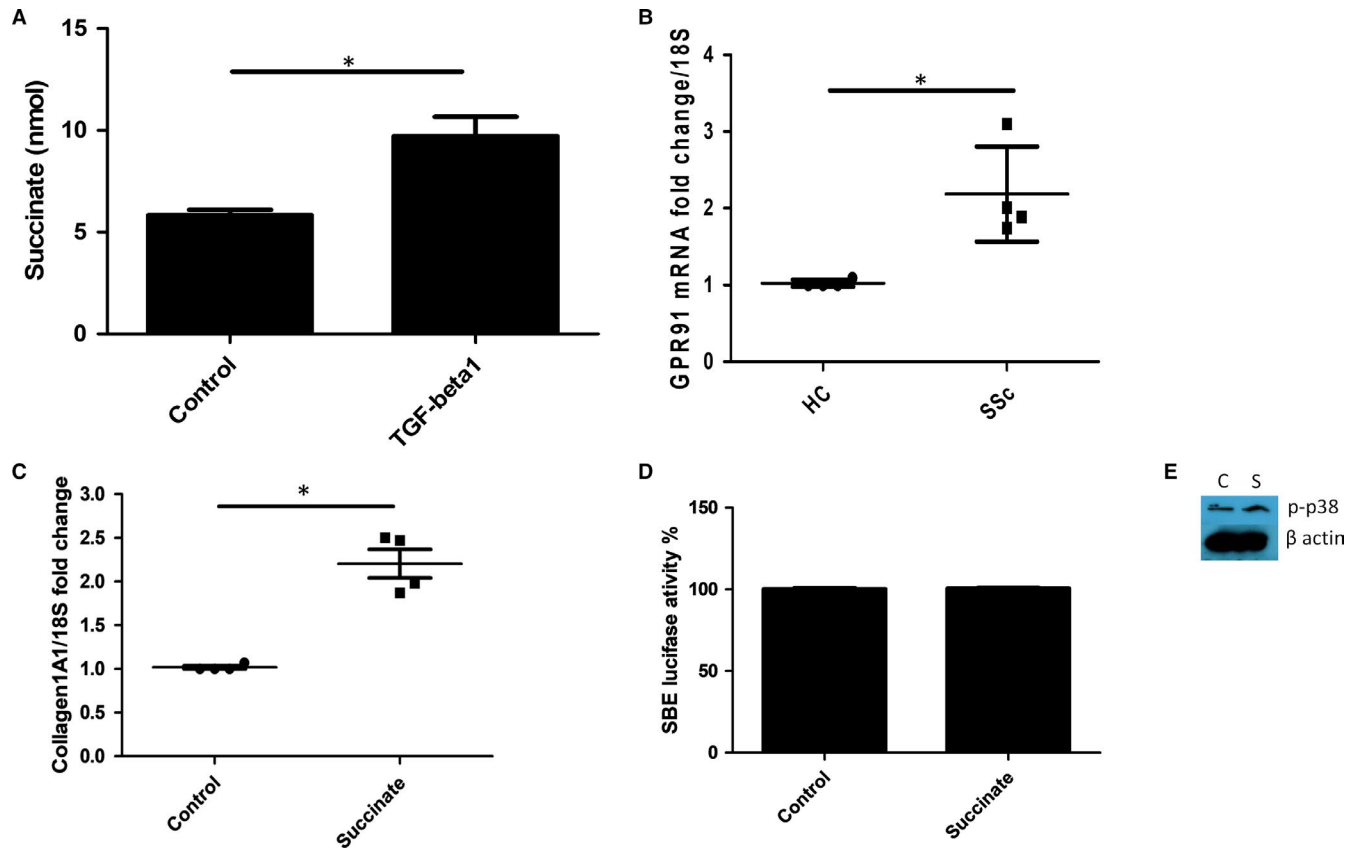 A
Succinate (nmol)
15
10
5
0
*
Control
TGF-beta1
B
GPR91 mRNA fold change/18S
4
3
2
1
0
*
HC
SSc
C
Collagen1A1/18S fold change
3.0
2.5
2.0
1.5
1.0
0.5
0.0
*
Control
Succinate
D
SBE lucifase ativity %
150
100
50
0
Control
Succinate
E
C S
p-p38
β actin